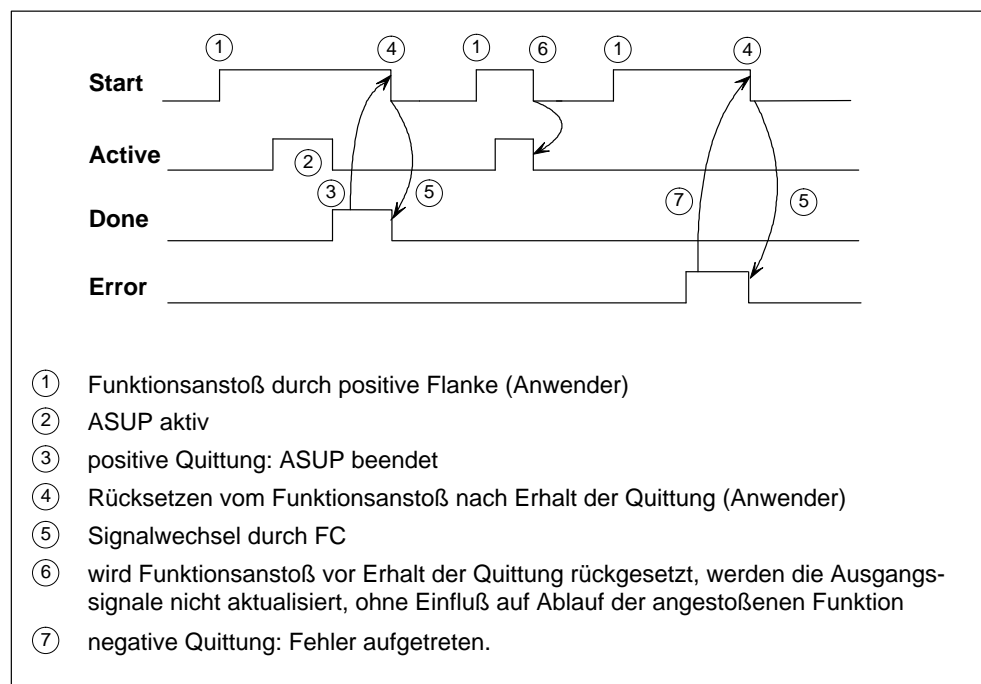 ① ④ ① ⑥ ① ④
Start
Active
②
③ ⑤ ⑦ ⑤
Done
Error
① Funktionsanstoß durch positive Flanke (Anwender)
② ASUP aktiv
③ positive Quittung: ASUP beendet
④ Rücksetzen vom Funktionsanstoß nach Erhalt der Quittung (Anwender)
⑤ Signalwechsel durch FC
⑥ wird Funktionsanstoß vor Erhalt der Quittung rückgesetzt, werden die Ausgangs-
signale nicht aktualisiert, ohne Einfluß auf Ablauf der angestoßenen Funktion
⑦ negative Quittung: Fehler aufgetreten.